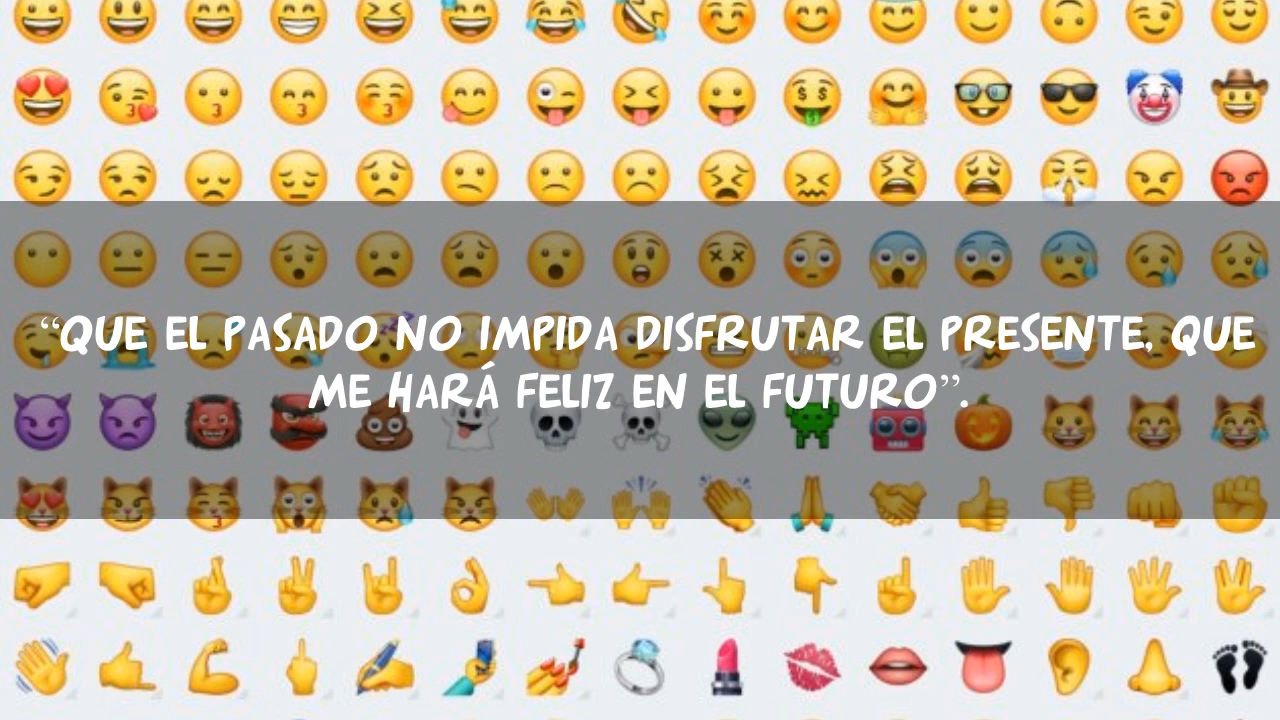 “QUE EL PASADO NO IMPIDA DISFRUTAR EL PRESENTE, QUE
ME HARÁ FELIZ EN EL FUTURO”.